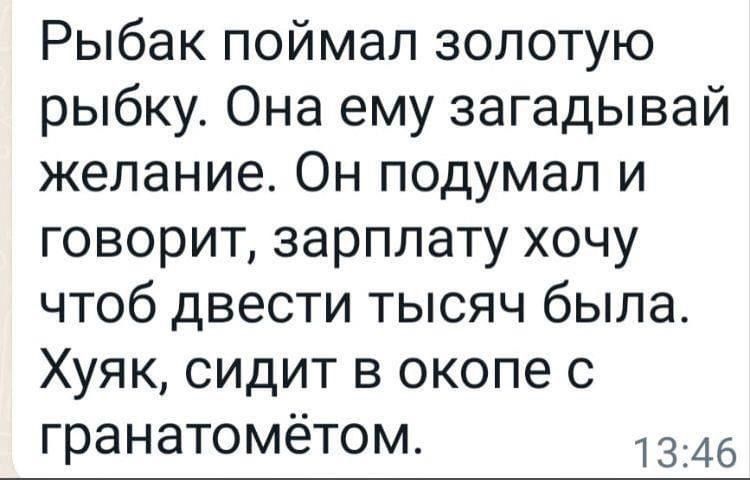 Рыбак поймал золотую
рыбку. Она ему загадывай
желание. Он подумал и
говорит, зарплату хочу
чтоб двести тысяч была.
Хуяк, сидит в окопе с
гранатомётом.
13:46